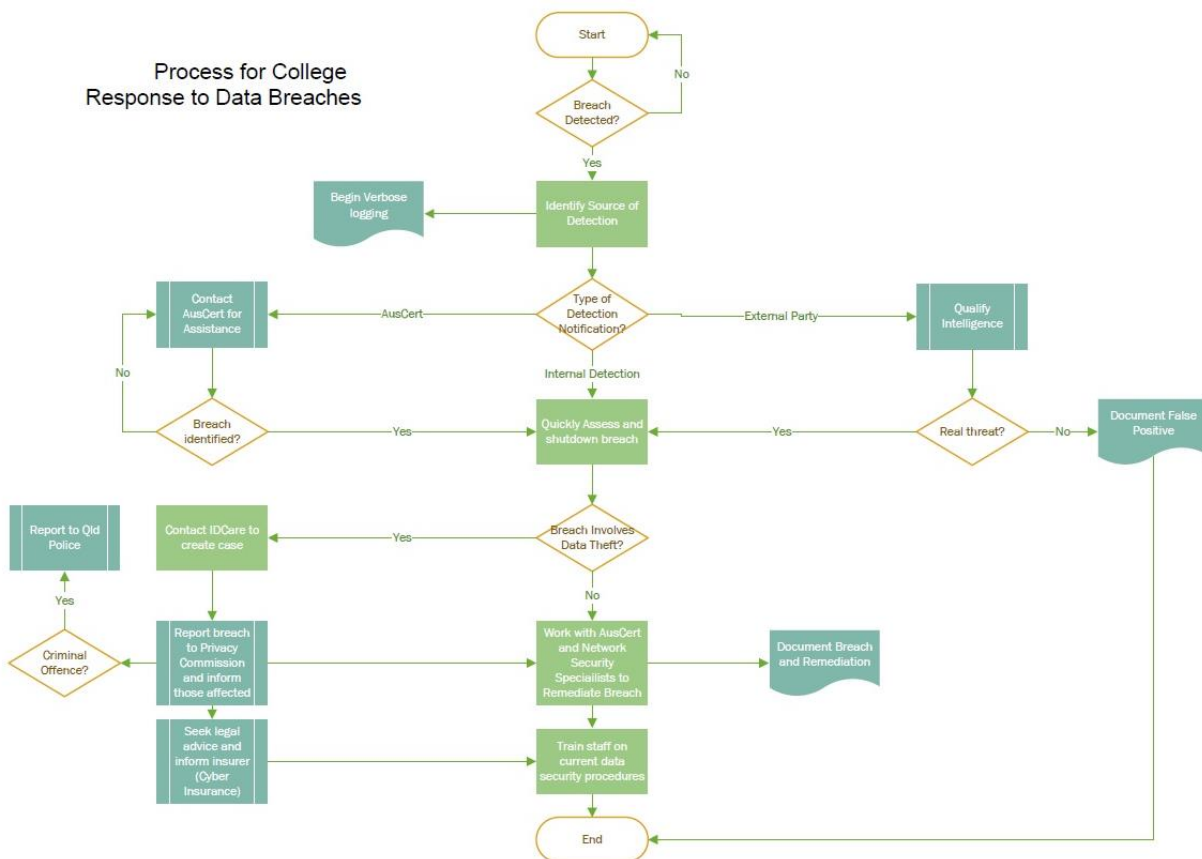 Process for College
Response to Data Breaches
Start
No
Breach
Detected?
Yes
Begin Verbose
logging
Identify Source of
Detection
Contact
AusCert for
Assistance
AusCert
Type of
Detection
Notification?
External Party
Qualify
Intelligence
No
Internal Detection
Breach
identified?
Yes
Quickly Assess and
shutdown breach
Yes
Real threat?
No
Document False
Positive
Report to Qld
Police
Contact IDCare to
create case
Yes
Breach Involves
Data Theft?
Yes
No
Criminal
Offence?
Report breach
to Privacy
Commission
and inform
those affected
Work with AusCert
and Network
Security
Speciailists to
Remediate Breach
Document Breach
and Remediation
Seek legal
advice and
inform insurer
(Cyber
Insurance)
Train staff on
current data
security procedures
End